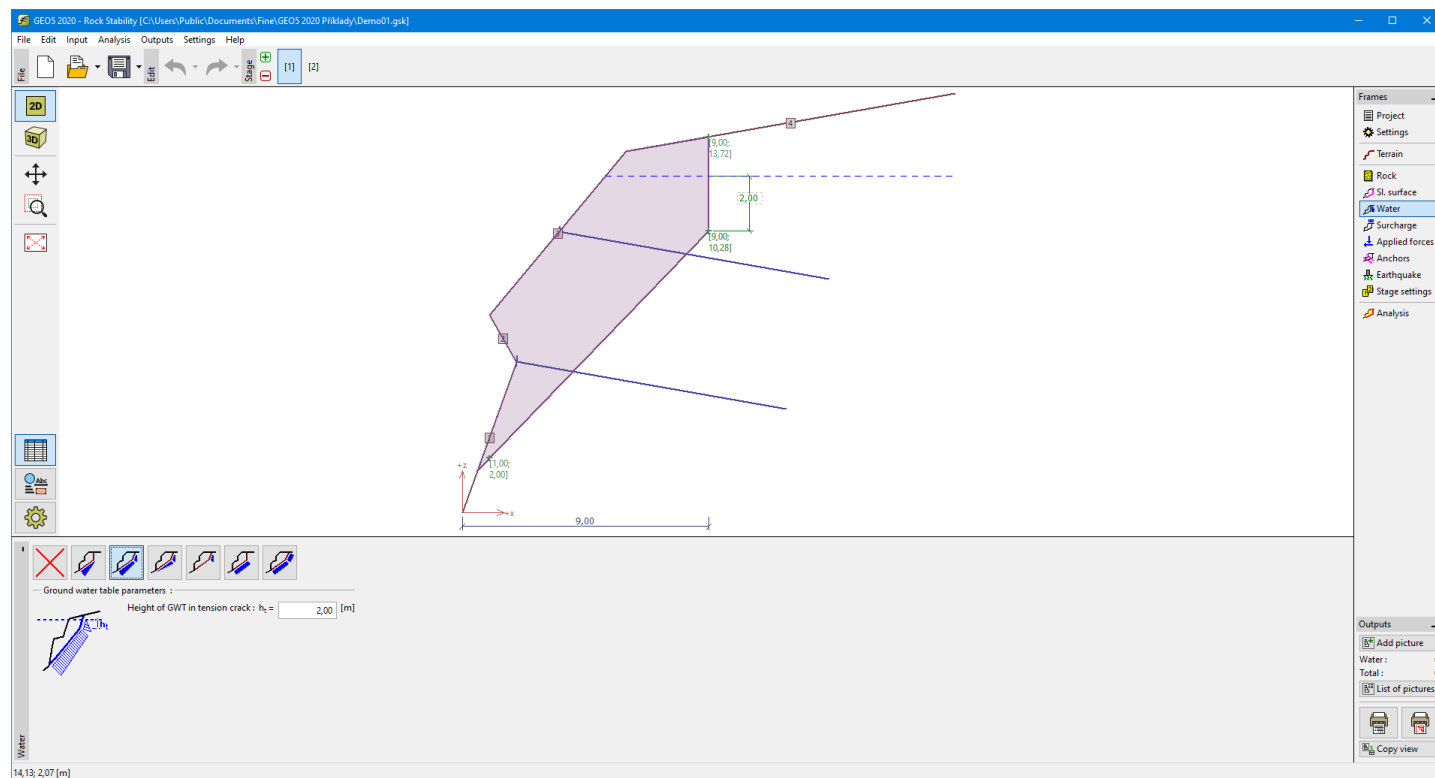 GEO5 2020 - Rock Stability [C:\Users\Public\Documents\Fine\GEO5 2020 Příklady\Demo01.gsk]
File Edit Input Analysis Outputs Settings Help
File
Edit
Stage
[1]
[2]
2D
3D
Abc
4
[9,00;
13,72]
2,00
3
[9,00;
10,28]
2
1
[1,00;
2,00]
+z
+x
9,00
Frames
Project
Settings
Terrain
Rock
Sl. surface
Water
Surcharge
Applied forces
Anchors
Earthquake
Stage settings
Analysis
Ground water table parameters :
Height of GWT in tension crack : ht = 2,00 [m]
ht
Water
Outputs
Add picture
Water :
Total :
List of pictures
Copy view
14,13; 2,07 [m]